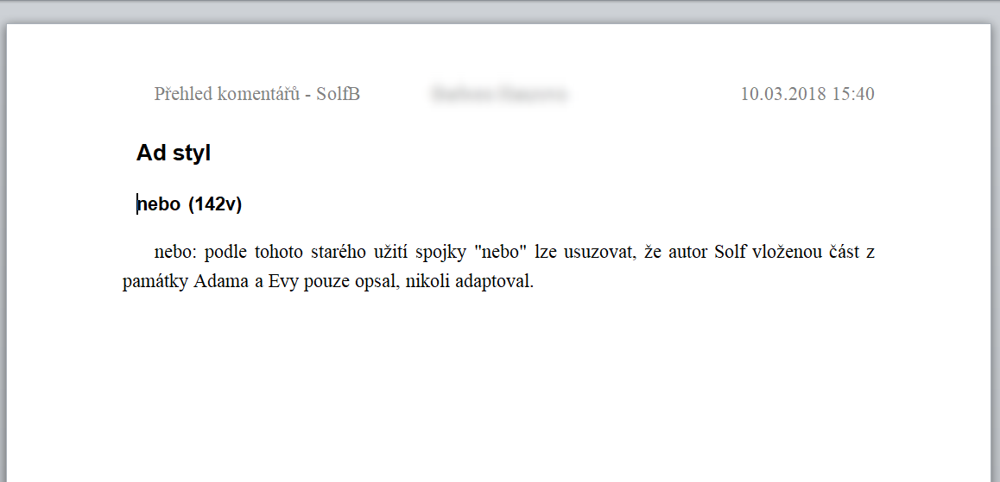 Přehled komentářů - SolfB 10.03.2018 15:40
Ad styl
nebo (142v)
nebo: podle tohoto starého užití spojky "nebo" lze usuzovat, že autor Solf vloženou část z
památky Adama a Evy pouze opsal, nikoli adaptoval.